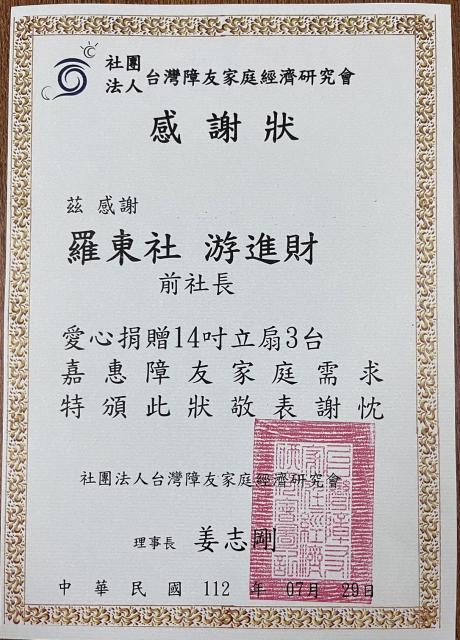 社團
法人台灣障友家庭經濟研究會
感謝狀
茲 感謝
羅東社 游進財
前社長
愛心捐贈14吋立扇3台
嘉惠障友家庭需求
特頒此狀敬表謝忱
社團法人台灣障友家庭經濟研究會
理事長 姜志剛
中華民國 112 年 07月 29日